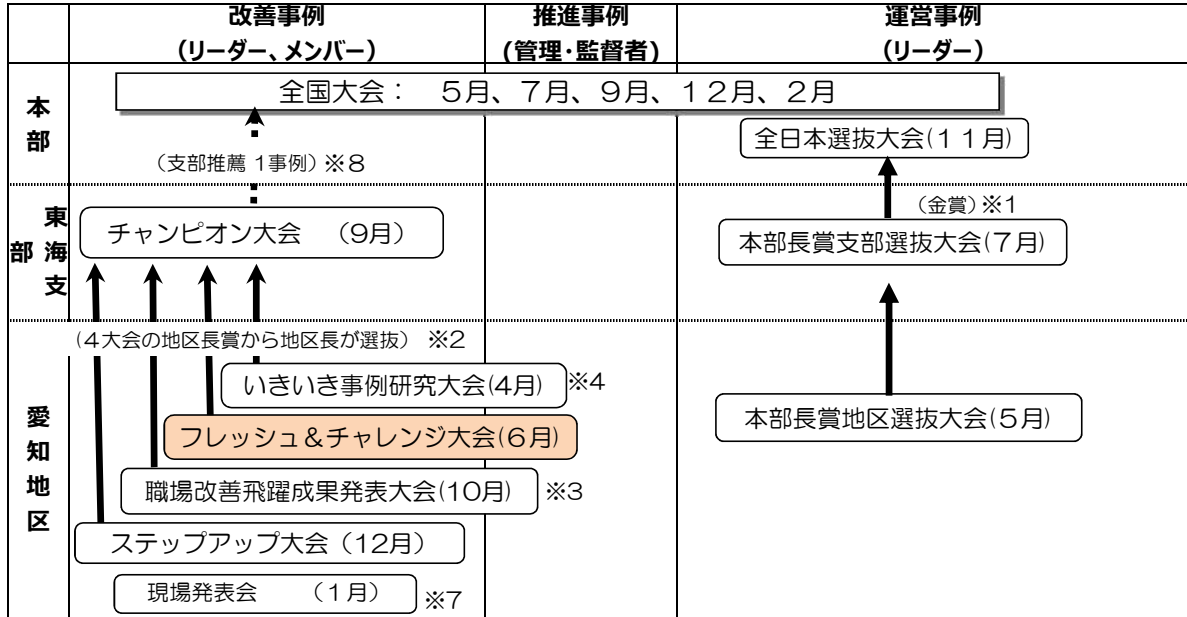 改善事例
(リーダー、メンバー)
推進事例
(管理・監督者)
運営事例
(リーダー)
本部
全国大会： 5月、7月、9月、12月、2月
全日本選抜大会(11月)
(支部推薦 1事例) ※8
東海支部
チャンピオン大会 (9月)
(金賞)※1
本部長賞支部選抜大会(7月)
愛知地区
(4大会の地区長賞から地区長が選抜) ※2
いきいき事例研究大会(4月) ※4
フレッシュ＆チャレンジ大会(6月)
本部長賞地区選抜大会(5月)
職場改善飛躍成果発表大会(10月) ※3
ステップアップ大会 (12月)
現場発表会 (1月) ※7